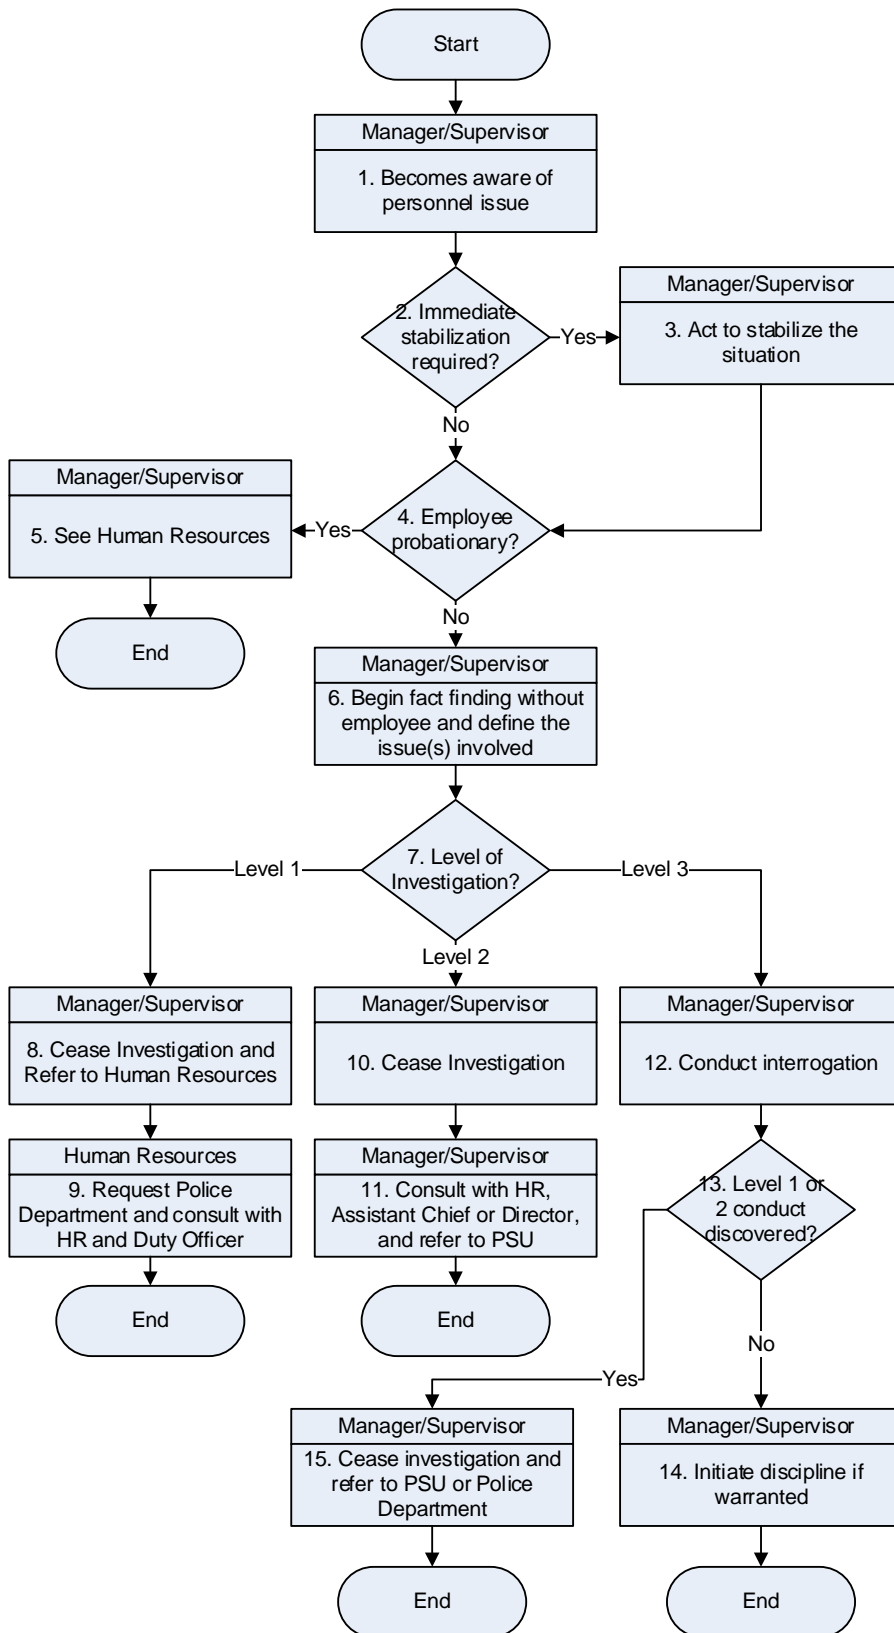 Start
Manager/Supervisor
1. Becomes aware of
personnel issue
2. Immediate
stabilization
required?
Yes
Manager/Supervisor
3. Act to stabilize the
situation
No
Manager/Supervisor
5. See Human Resources
Yes
4. Employee
probationary?
End
No
Manager/Supervisor
6. Begin fact finding without
employee and define the
issue(s) involved
7. Level of
Investigation?
Level 1
Level 3
Level 2
Manager/Supervisor
8. Cease Investigation and
Refer to Human Resources
Manager/Supervisor
10. Cease Investigation
Manager/Supervisor
12. Conduct interrogation
Human Resources
9. Request Police
Department and consult with
HR and Duty Officer
Manager/Supervisor
11. Consult with HR,
Assistant Chief or Director,
and refer to PSU
13. Level 1 or
2 conduct
discovered?
End
End
No
Yes
Manager/Supervisor
15. Cease investigation and
refer to PSU or Police
Department
Manager/Supervisor
14. Initiate discipline if
warranted
End
End